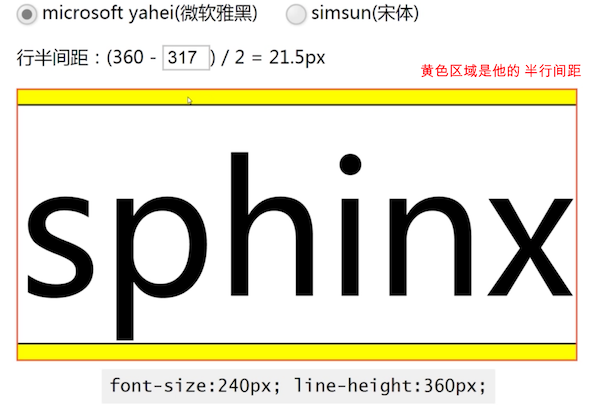 microsoft yahei(微软雅黑) simsun(宋体)
行半间距：(360 - 317 ) / 2 = 21.5px
黄色区域是他的 半行间距
sphinx
font-size:240px; line-height:360px;